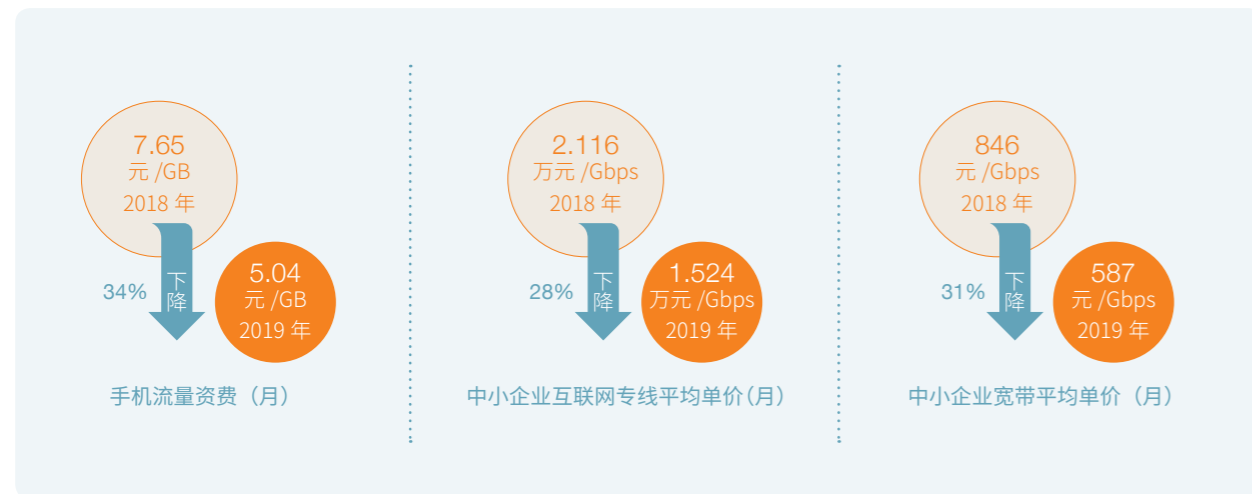 7.65
元 /GB
2018 年
34%
下降
5.04
元 /GB
2019 年
手机流量资费（月）
2.116
万元 /Gbps
2018 年
28%
下降
1.524
万元 /Gbps
2019 年
中小企业互联网专线平均单价（月）
846
元 /Gbps
2018 年
31%
下降
587
元 /Gbps
2019 年
中小企业宽带平均单价（月）